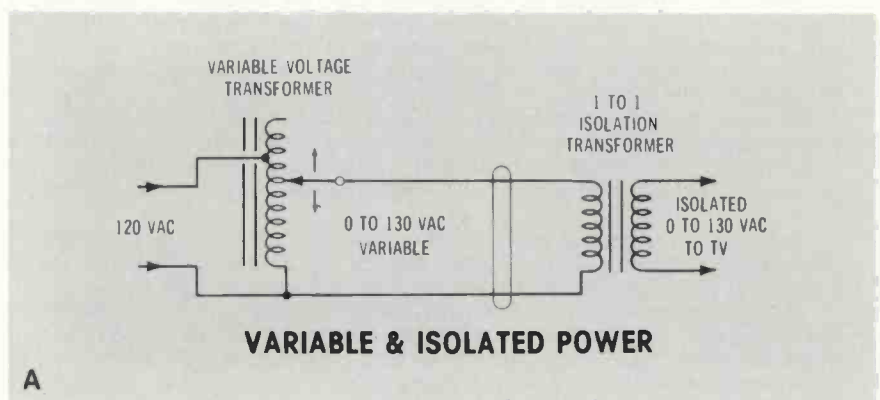 VARIABLE VOLTAGE
TRANSFORMER
1 TO 1
ISOLATION
TRANSFORMER
120 VAC
0 TO 130 VAC
VARIABLE
ISOLATED
0 TO 130 VAC
TO TV
VARIABLE & ISOLATED POWER
A